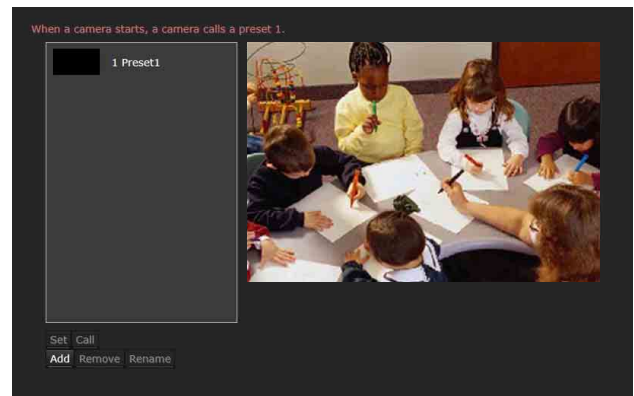 When a camera starts, a camera calls a preset 1.
1 Preset1
Set Call
Add Remove Rename